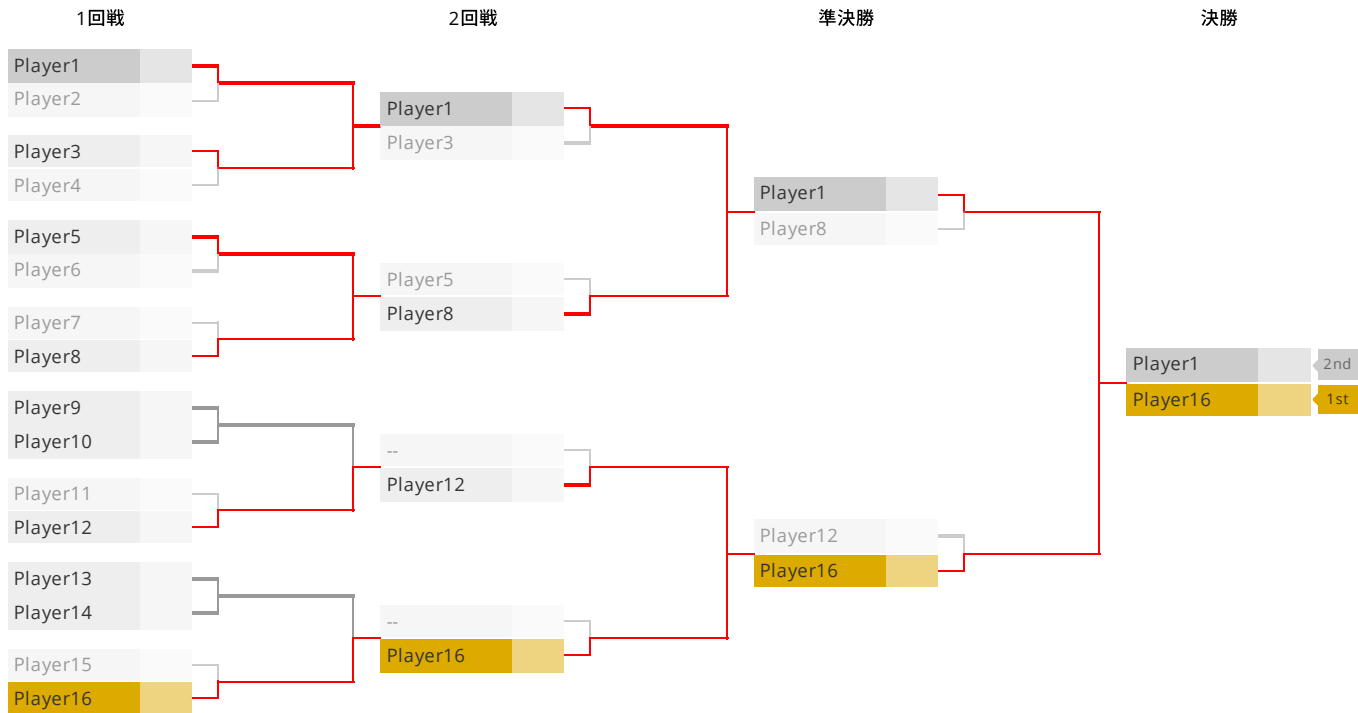 1回戦
2回戦
準決勝
決勝
Player1
Player2
Player3
Player4
Player5
Player6
Player7
Player8
Player9
Player10
Player11
Player12
Player13
Player14
Player15
Player16
Player1
Player3
Player5
Player8
--
Player12
--
Player16
Player1
Player8
Player12
Player16
Player1
2nd
Player16
1st